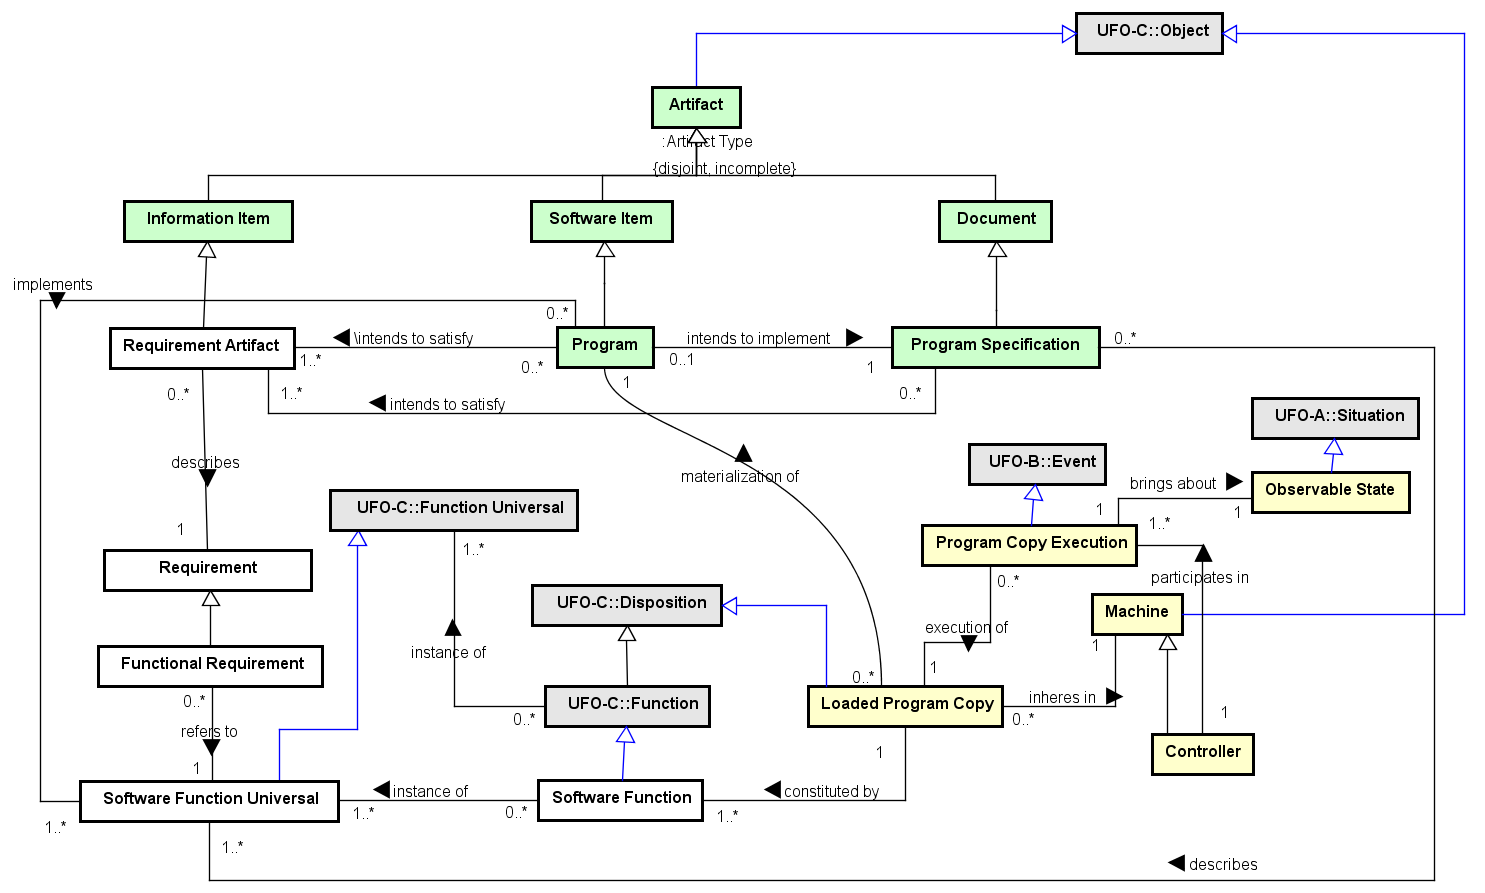 UFO-C::Object
Artifact
:Artifact Type
{disjoint, incomplete}
Information Item
Software Item
Document
implements
0..*
Requirement Artifact
\intends to satisfy
1..*
0..*
Program
intends to implement
0..1
1
Program Specification
0..*
0..*
1..*
intends to satisfy
0..*
1
describes
1
materialization of
UFO-A::Situation
UFO-B::Event
Observable State
brings about
1
1
1..*
UFO-C::Function Universal
1..*
Program Copy Execution
0..*
participates in
Requirement
UFO-C::Disposition
Machine
1
execution of
1
instance of
Functional Requirement
0..*
0..*
UFO-C::Function
0..*
Loaded Program Copy
inheres in
0..*
1
refers to
1
1
Controller
Software Function Universal
instance of
1..*
0..*
Software Function
constituted by
1..*
1..*
1..*
describes